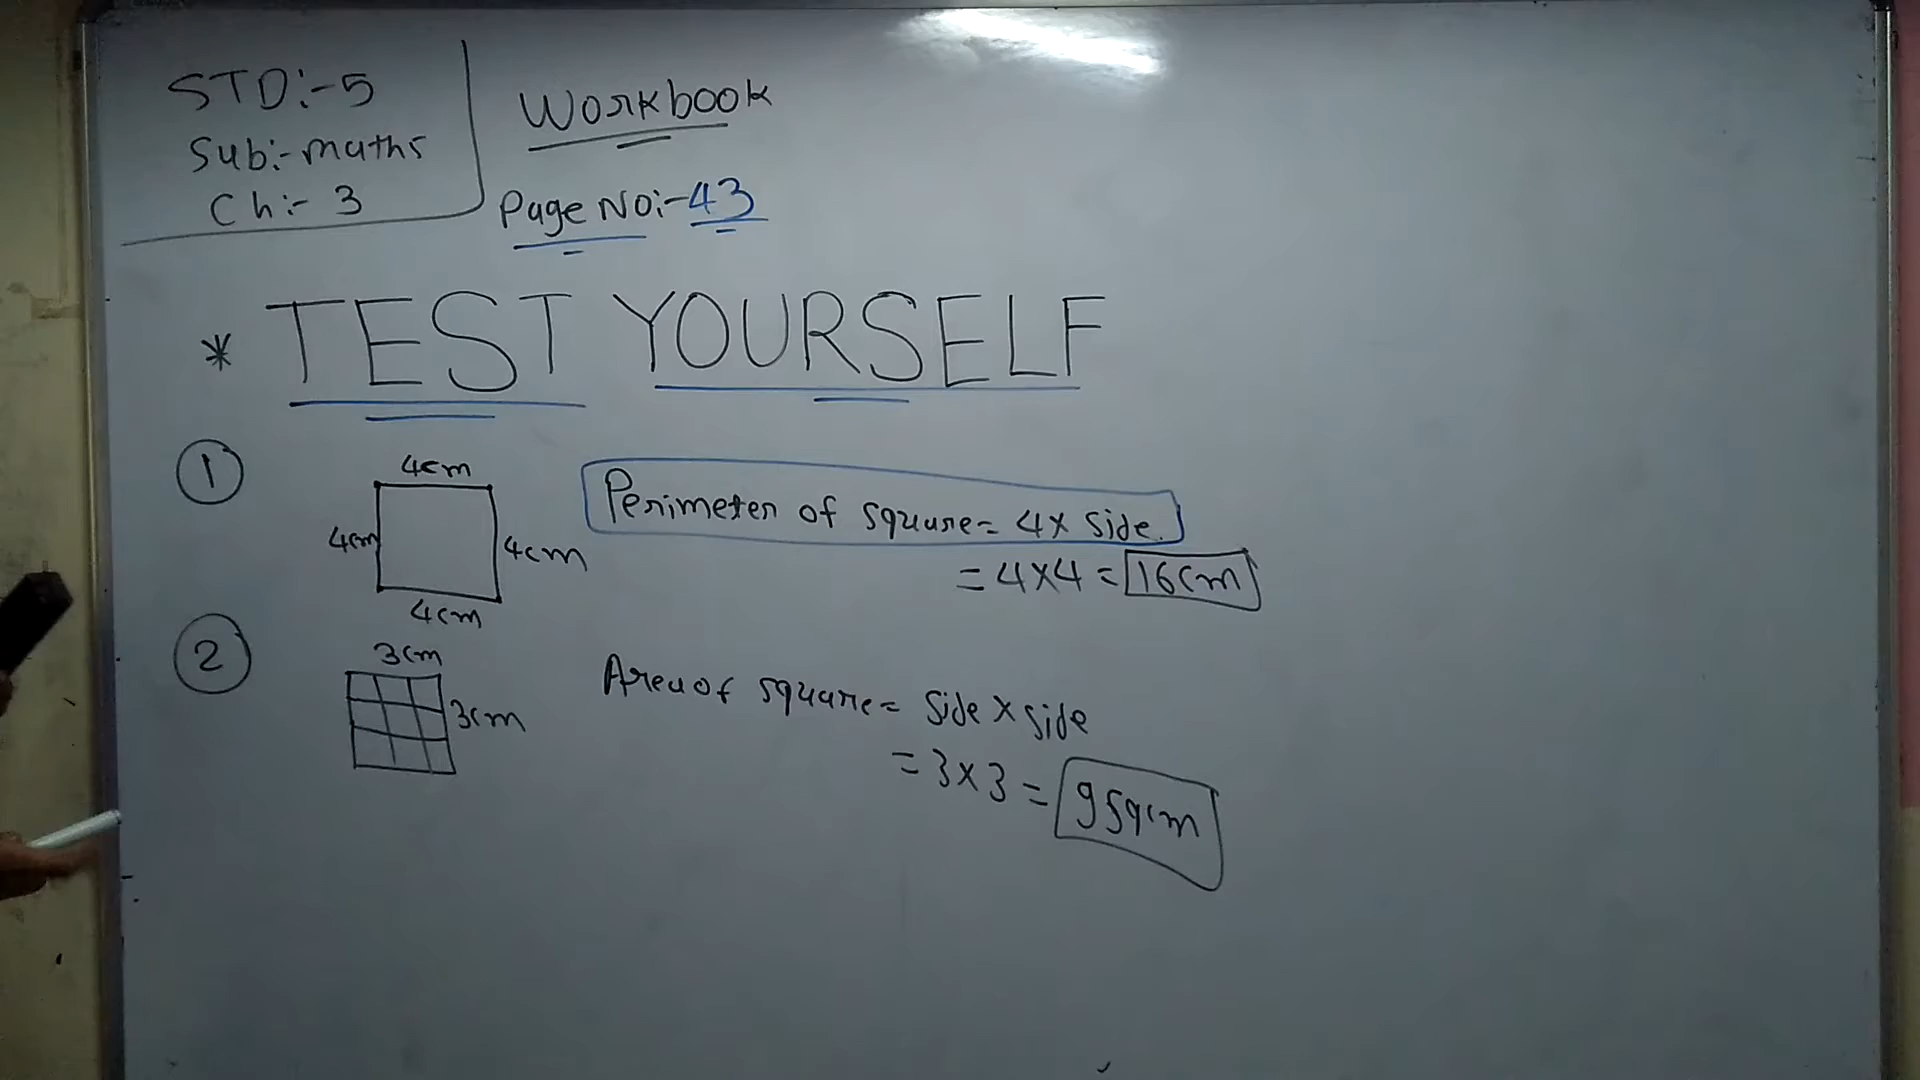 STD:-5
Sub:-maths
Ch:- 3
Workbook
Page No:-43
* TEST YOURSELF
1
4cm
4cm
4cm
4cm
Perimeter of square= 4x side.
= 4x4 = 16cm
2
3cm
3cm
Area of square= side x side
= 3x3 = 9sqcm